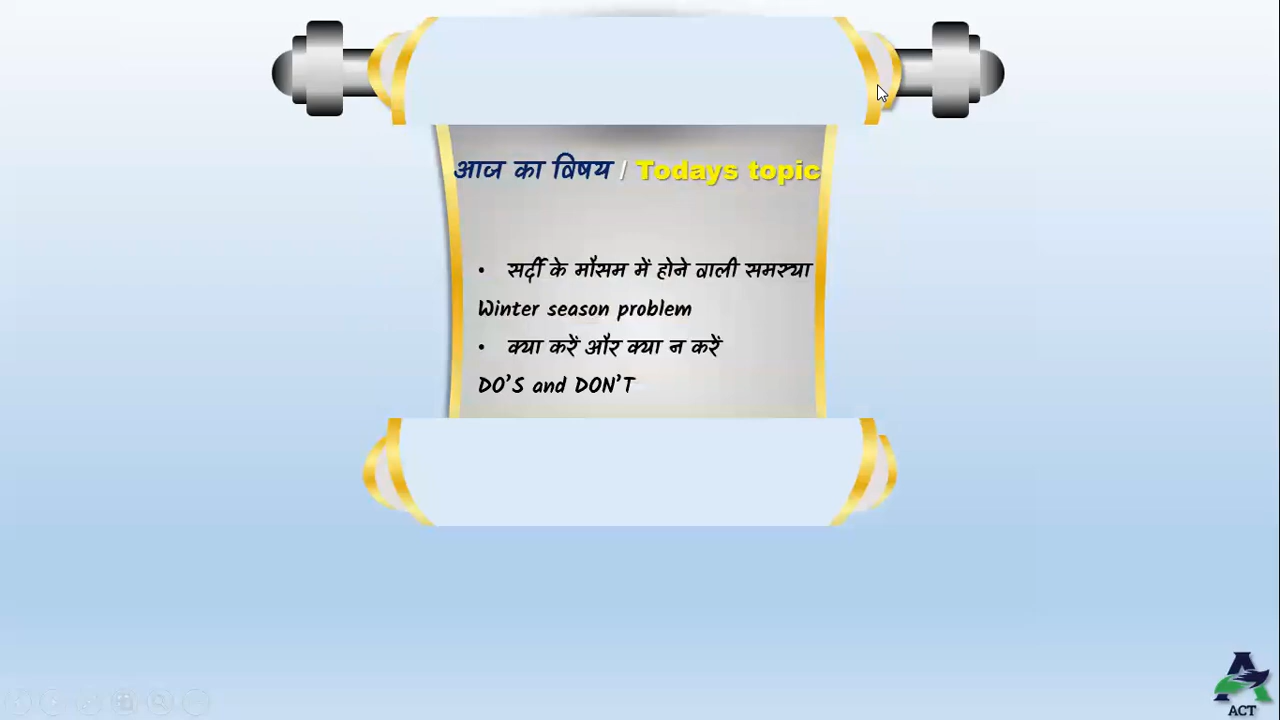 आज का विषय / Todays topic
• सर्दी के मौसम में होने वाली समस्या
Winter season problem
• क्या करें और क्या न करें
DO'S and DON'T
ACT